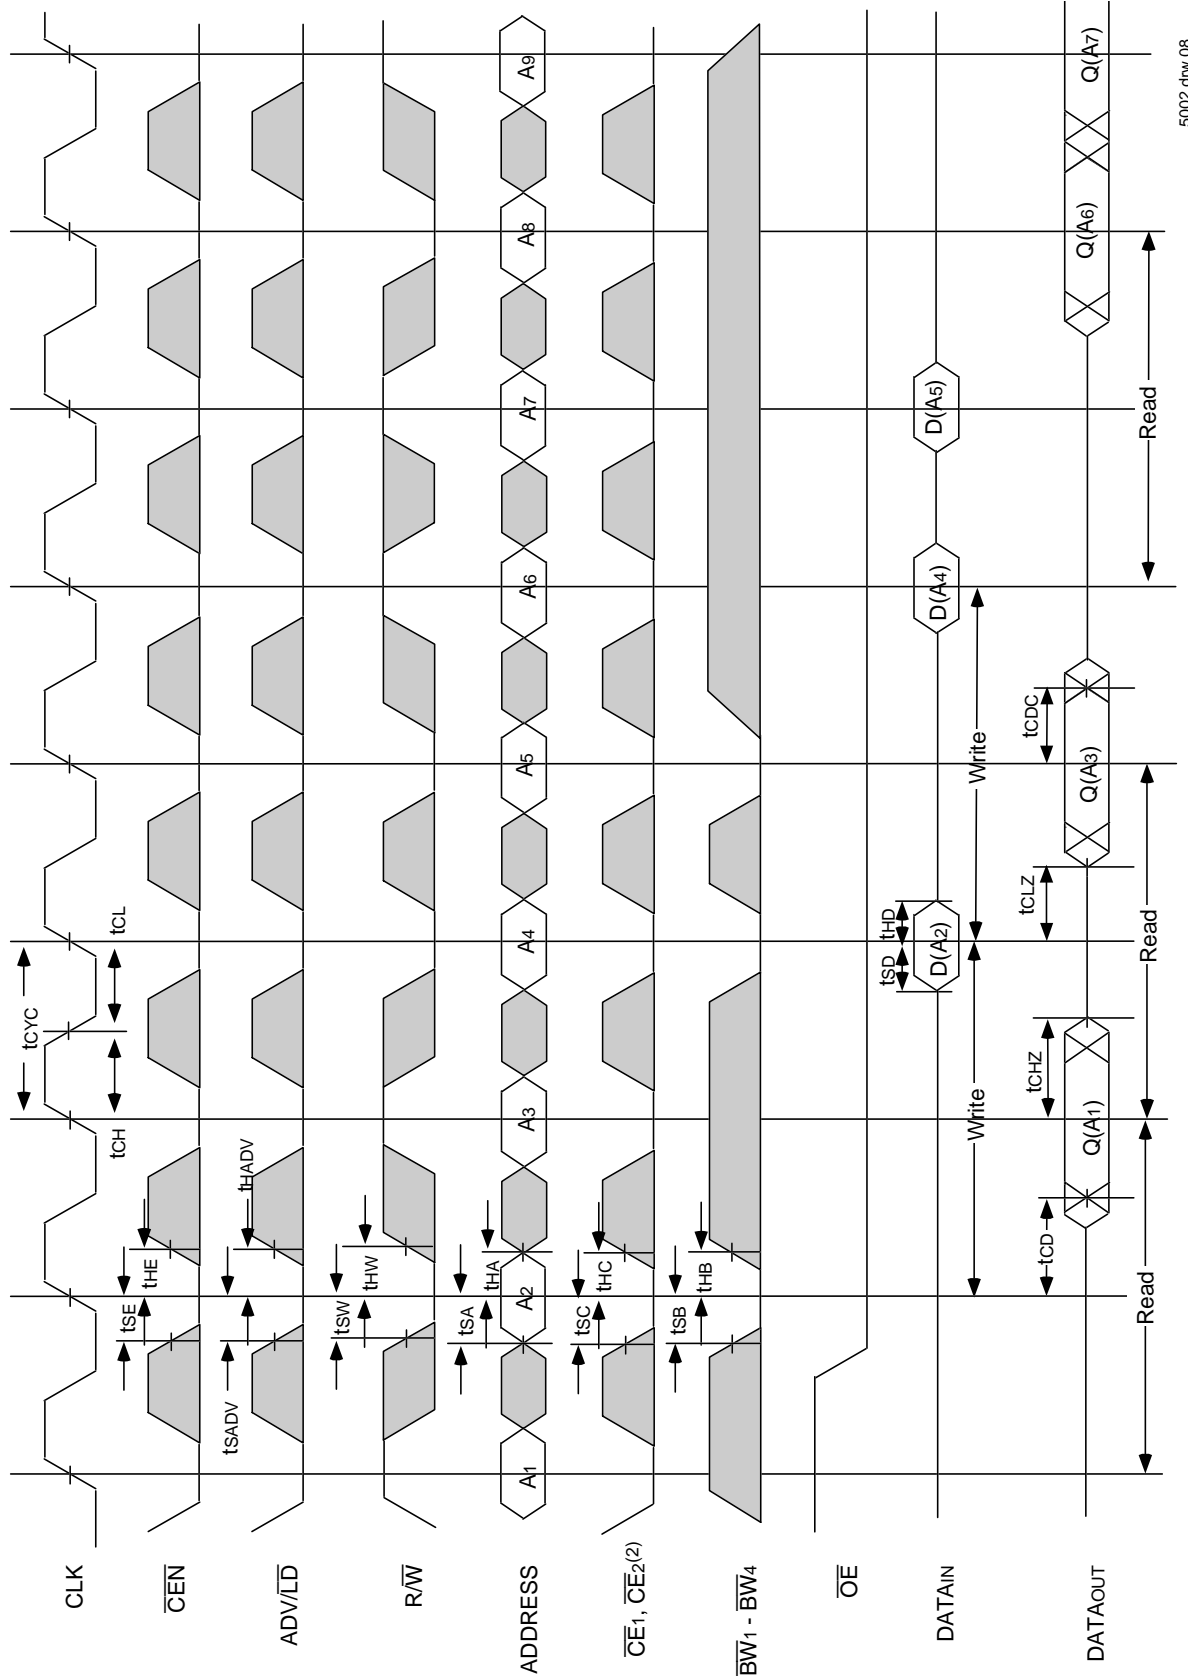 CLK
tCYC
tCH
tCL
CEN
tSE
tHE
ADV/LD
tSADV
tHADV
R/W
tSW
tHW
ADDRESS
A1
A2
A3
A4
A5
A6
A7
A8
A9
tSA
tHA
CE1, CE2(2)
tSC
tHC
BW1 - BW4
tSB
tHB
OE
DATAIN
D(A2)
D(A4)
D(A5)
tSD
tHD
Write
Write
DATAOUT
tCD
Q(A1)
tCHZ
tCLZ
Q(A3)
tCDC
Q(A6)
Q(A7)
Read
Read
Read
5002 drw 08